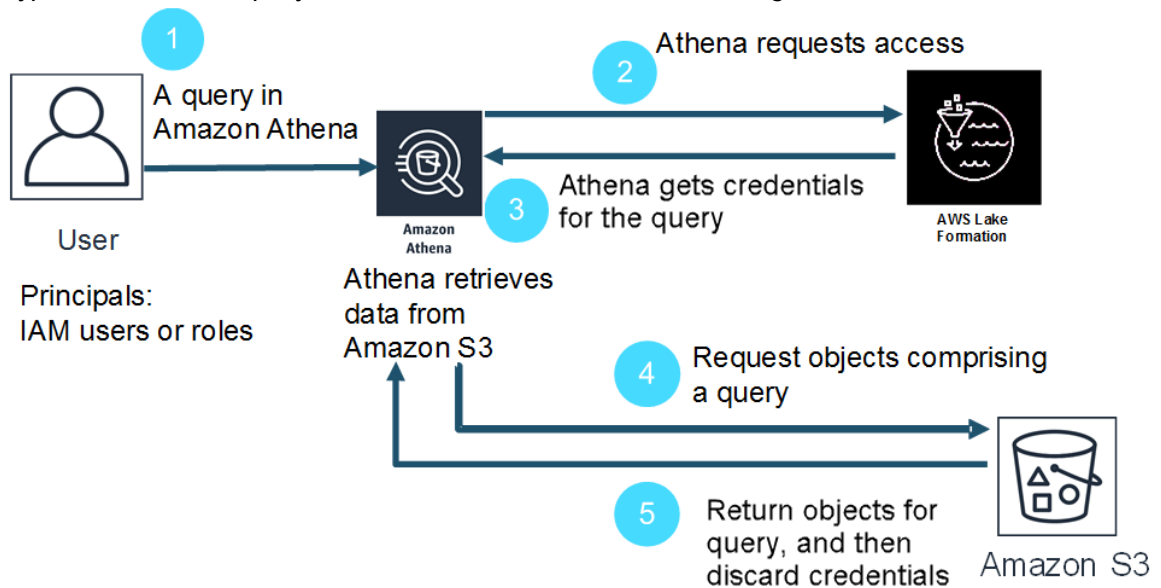 1
A query in
Amazon Athena
User
Principals:
IAM users or roles
Amazon
Athena
Athena requests access
2
AWS Lake
Formation
3
Athena gets credentials
for the query
Athena retrieves
data from
Amazon S3
4
Request objects comprising
a query
5
Return objects for
query, and then
discard credentials
Amazon S3